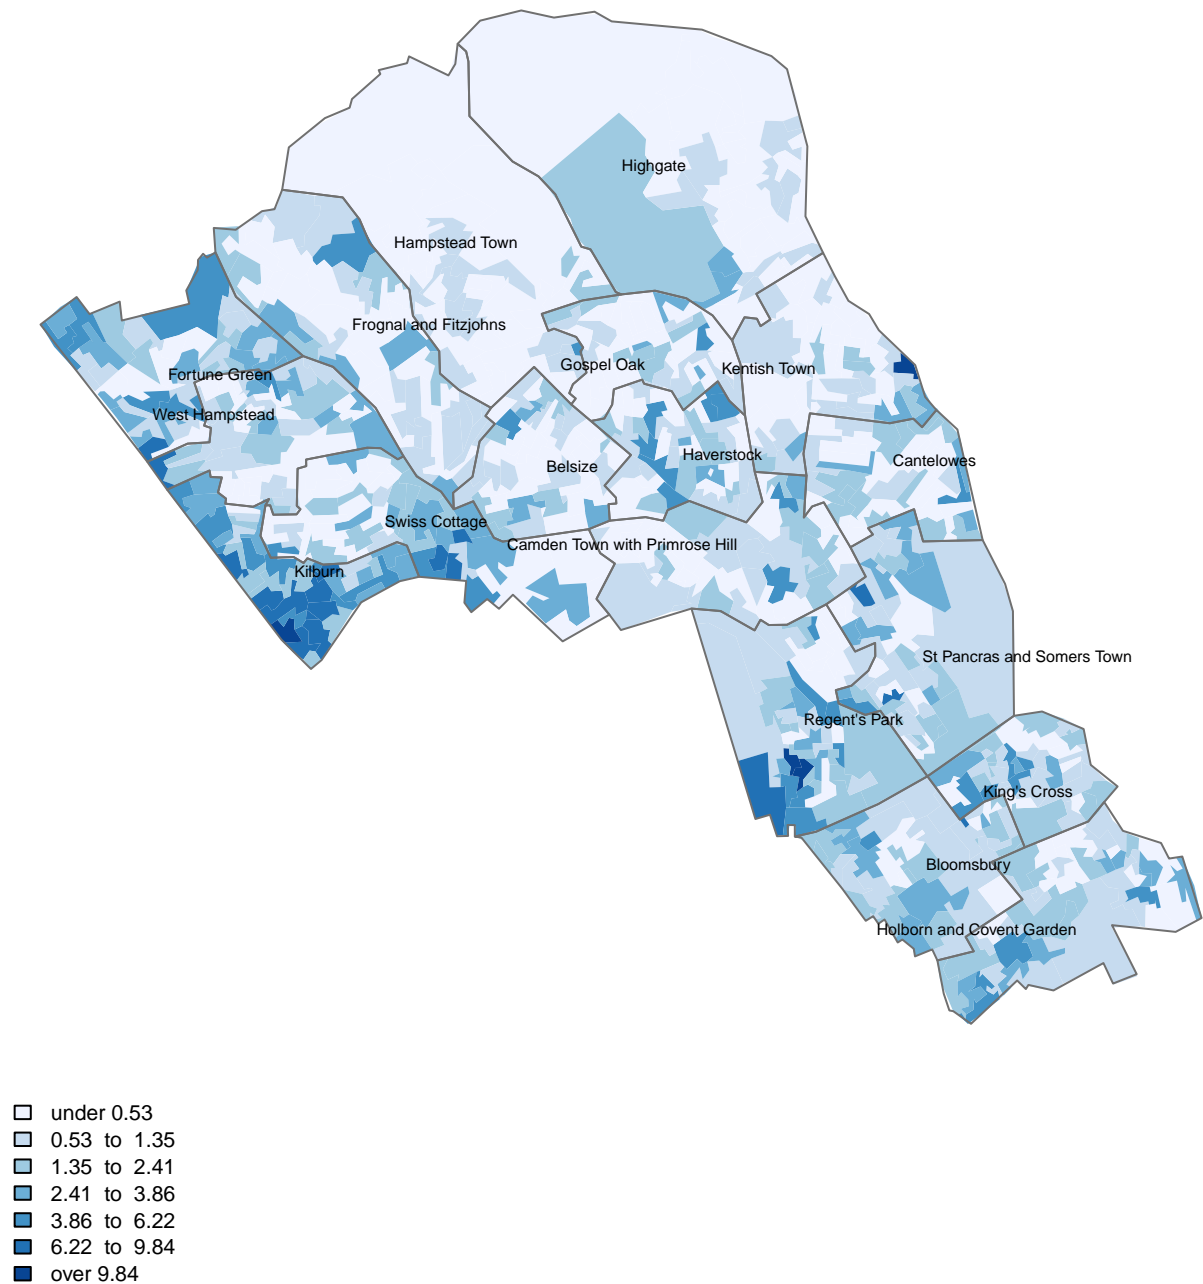 Highgate
Hampstead Town
Frognal and Fitzjohns
Gospel Oak
Kentish Town
Fortune Green
West Hampstead
Haverstock
Cantelowes
Belsize
Swiss Cottage
Camden Town with Primrose Hill
Kilburn
St Pancras and Somers Town
Regent's Park
King's Cross
Bloomsbury
Holborn and Covent Garden
under 0.53
0.53 to 1.35
1.35 to 2.41
2.41 to 3.86
3.86 to 6.22
6.22 to 9.84
over 9.84